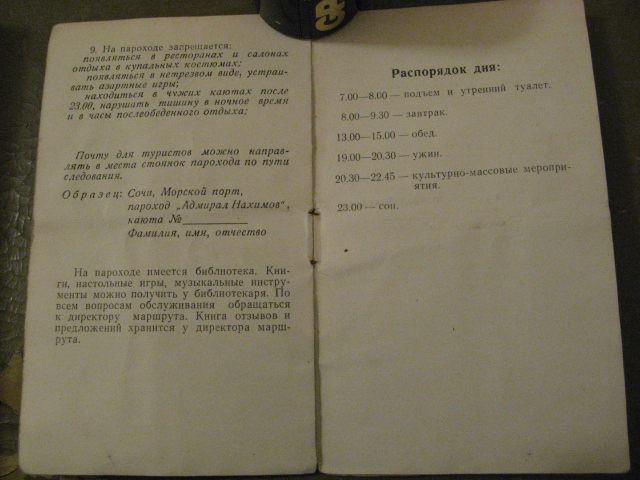 GP
9. На пароходе запрещается:
появляться в ресторанах и салонах
отдыха в купальных костюмах;
появляться в нетрезвом виде, устраи-
вать азартные игры;
находиться в чужих каютах после
23.00, нарушать тишину в ночное время
и в часы послеобеденного отдыха;
Почту для туристов можно направ-
лять в места стоянок парохода по пути
следования.
Образец: Сочи, Морской порт,
пароход „Адмирал Нахимов",
каюта №
Фамилия, имя, отчество
На пароходе имеется библиотека. Кни-
ги, настольные игры, музыкальные инстру-
менты можно получить у библиотекаря. По
всем вопросам обслуживания обращаться
к директору маршрута. Книга отзывов и
предложений хранится у директора марш-
рута.
Распорядок дня:
7.00—8.00 — подъем и утренний туалет.
8.00—9.30 — завтрак.
13.00—15.00 — обед.
19.00—20.30 — ужин.
20.30—22.45 — культурно-массовые меропри-
ятия.
23.00 — сон.